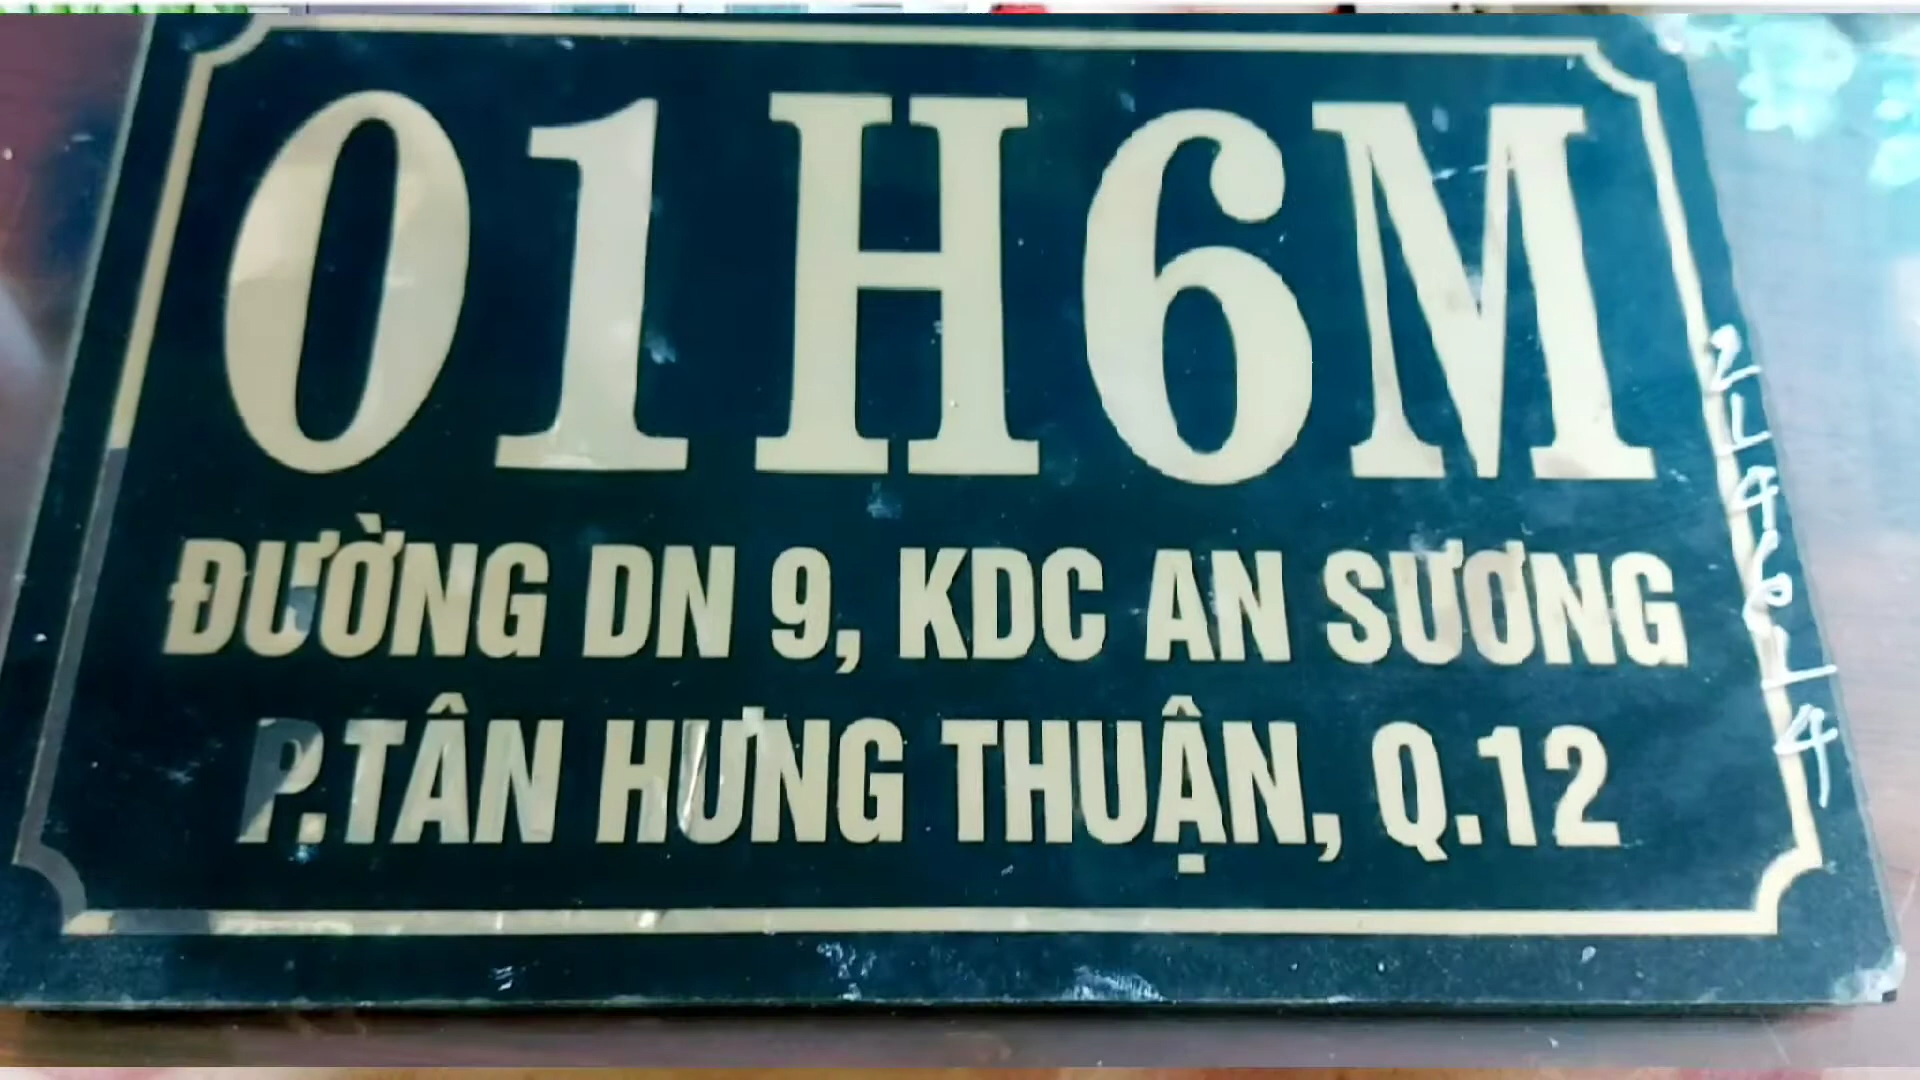 01H6M
ĐƯỜNG DN 9, KDC AN SƯƠNG
P.TÂN HƯNG THUẬN, Q.12